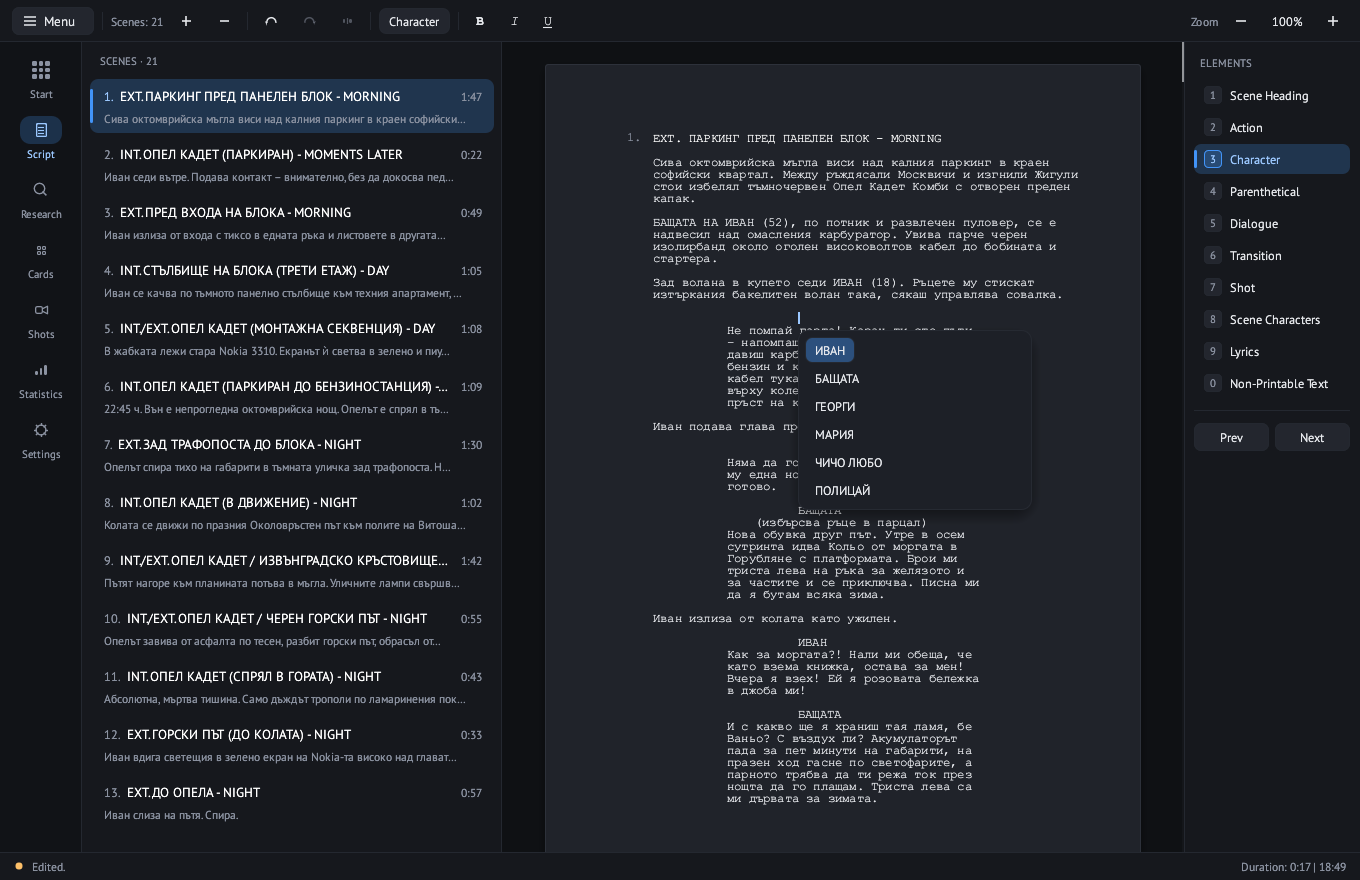 Menu
Scenes: 21
Character
B I U
Zoom
100%
Start
Script
Research
Cards
Shots
Statistics
Settings
SCENES · 21
1. EXT.ПАРКИНГ ПРЕД ПАНЕЛЕН БЛОК - MORNING 1:47
Сива октомврийска мъгла виси над калния паркинг в краен софийски...
2. INT.ОПЕЛ КАДЕТ (ПАРКИРАН) - MOMENTS LATER 0:22
Иван седи вътре. Подава контакт – внимателно, без да докосва пед...
3. EXT.ПРЕД ВХОДА НА БЛОКА - MORNING 0:49
Иван излиза от входа с тиксо в едната ръка и листовете в другата...
4. INT.СТЪЛБИЩЕ НА БЛОКА (ТРЕТИ ЕТАЖ) - DAY 1:05
Иван се качва по тъмното панелно стълбище към техния апартамент, ...
5. INT./EXT.ОПЕЛ КАДЕТ (МОНТАЖНА СЕКВЕНЦИЯ) - DAY 1:08
В жабката лежи стара Nokia 3310. Екранът ѝ светва в зелено и пиу...
6. INT.ОПЕЛ КАДЕТ (ПАРКИРАН ДО БЕНЗИНОСТАНЦИЯ) -... 1:09
22:45 ч. Вън е непрогледна октомврийска нощ. Опелът е спрял в тъ...
7. EXT.ЗАД ТРАФОПОСТА ДО БЛОКА - NIGHT 1:30
Опелът спира тихо на габарити в тъмната уличка зад трафопоста. Н...
8. INT.ОПЕЛ КАДЕТ (В ДВИЖЕНИЕ) - NIGHT 1:02
Колата се движи по празния Околовръстен път към полите на Витоша...
9. INT./EXT.ОПЕЛ КАДЕТ / ИЗВЪНГРАДСКО КРЪСТОВИЩЕ... 1:42
Пътят нагоре към планината потъва в мъгла. Уличните лампи свършв...
10. INT./EXT.ОПЕЛ КАДЕТ / ЧЕРЕН ГОРСКИ ПЪТ - NIGHT 0:55
Опелът завива от асфалта по тесен, разбит горски път, обрасъл от...
11. INT.ОПЕЛ КАДЕТ (СПРЯЛ В ГОРАТА) - NIGHT 0:43
Абсолютна, мъртва тишина. Само дъждът трополи по ламаринения пок...
12. EXT.ГОРСКИ ПЪТ (ДО КОЛАТА) - NIGHT 0:33
Иван вдига светещия в зелено екран на Nokia-та високо над глават...
13. EXT.ДО ОПЕЛА - NIGHT 0:57
Иван слиза на пътя. Спира.
1. EXT. ПАРКИНГ ПРЕД ПАНЕЛЕН БЛОК - MORNING
Сива октомврийска мъгла виси над калния паркинг в краен
софийски квартал. Между ръждясали Москвичи и изгнили Жигули
стои избелял тъмночервен Опел Кадет Комби с отворен преден
капак.
БАЩАТА НА ИВАН (52), по потник и развлечен пуловер, се е
надвесил над омасления карбуратор. Увива парче черен
изолирбанд около оголен високоволтов кабел до бобината и
стартера.
Зад волана в купето седи ИВАН (18). Ръцете му стискат
изтъркания бакелитен волан така, сякаш управлява совалка.
Не помпай
– напомпаш
давиш карб
бензин и к
кабел тука
върху коле
пръст на к
Иван подава глава пр
Няма да го
му една но
готово.
БАЩАТА
(избърсва ръце в парцал)
Нова обувка друг път. Утре в осем
сутринта идва Кольо от моргата в
Горубляне с платформата. Брои ми
триста лева на ръка за желязото и
за частите и се приключва. Писна ми
да я бутам всяка зима.
Иван излиза от колата като ужилен.
ИВАН
Как за моргата?! Нали ми обеща, че
като взема книжка, остава за мен!
Вчера я взех! Ей я розовата бележка
в джоба ми!
БАЩАТА
И с какво ще я храниш тая ламя, бе
Ваньо? С въздух ли? Акумулаторът
пада за пет минути на габарити, на
празен ход гасне по светофарите, а
парното трябва да ти режа ток през
нощта да го плащам. Триста лева са
ми дървата за зимата.
ИВАН
БАЩАТА
ГЕОРГИ
МАРИЯ
ЧИЧО ЛЮБО
ПОЛИЦАЙ
ELEMENTS
1 Scene Heading
2 Action
3 Character
4 Parenthetical
5 Dialogue
6 Transition
7 Shot
8 Scene Characters
9 Lyrics
0 Non-Printable Text
Prev
Next
Edited.
Duration: 0:17 | 18:49